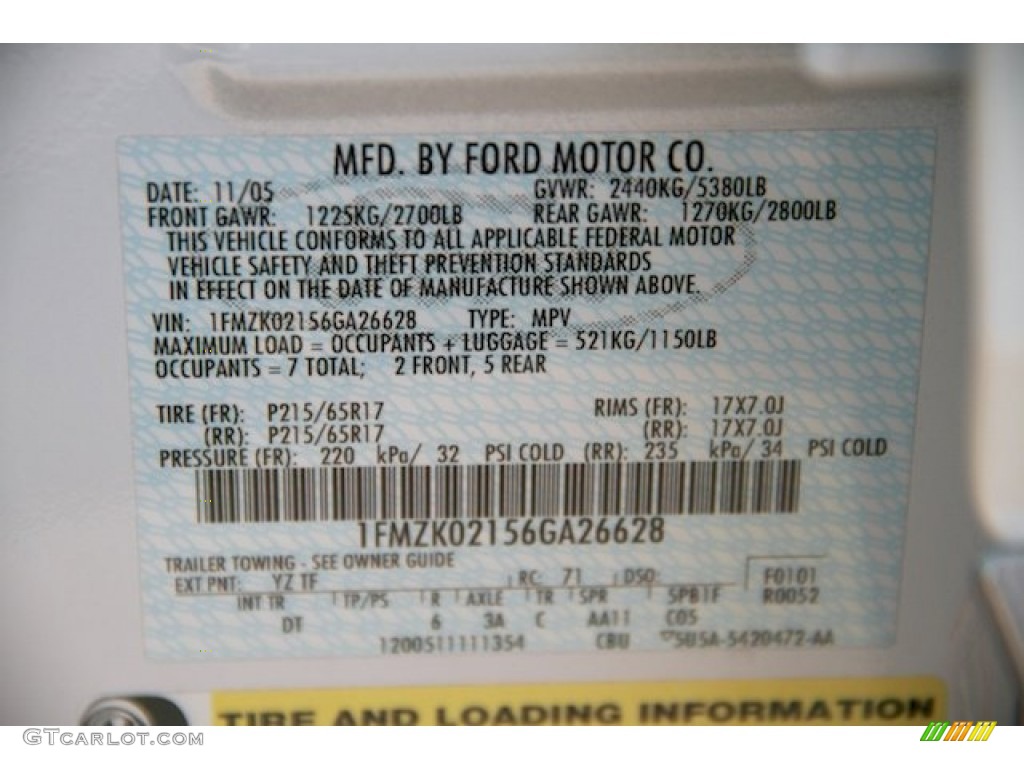 MFD. BY FORD MOTOR CO.
DATE: 11/05 GVWR: 2440KG/5380LB
FRONT GAWR: 1225KG/2700LB REAR GAWR: 1270KG/2800LB
THIS VEHICLE CONFORMS TO ALL APPLICABLE FEDERAL MOTOR
VEHICLE SAFETY AND THEFT PREVENTION STANDARDS
IN EFFECT ON THE DATE OF MANUFACTURE SHOWN ABOVE.
VIN: 1FMZK02156GA26628 TYPE: MPV
MAXIMUM LOAD = OCCUPANTS + LUGGAGE = 521KG/1150LB
OCCUPANTS = 7 TOTAL; 2 FRONT, 5 REAR
TIRE (FR): P215/65R17 RIMS (FR): 17X7.0J
(RR): P215/65R17 (RR): 17X7.0J
PRESSURE (FR): 220 kPa/ 32 PSI COLD (RR): 235 kPa/ 34 PSI COLD
1FMZK02156GA26628
TRAILER TOWING - SEE OWNER GUIDE
EXT PNT: YZ TF RC: 71 DSO: F0101
INT TR TP/PS R AXLE TR SPR SPB1F R0052
DT 6 3A C AA11 C05
1200511111354 CBU 5U5A-5420472-AA
TIRE AND LOADING INFORMATION
GTCARLOT.COM